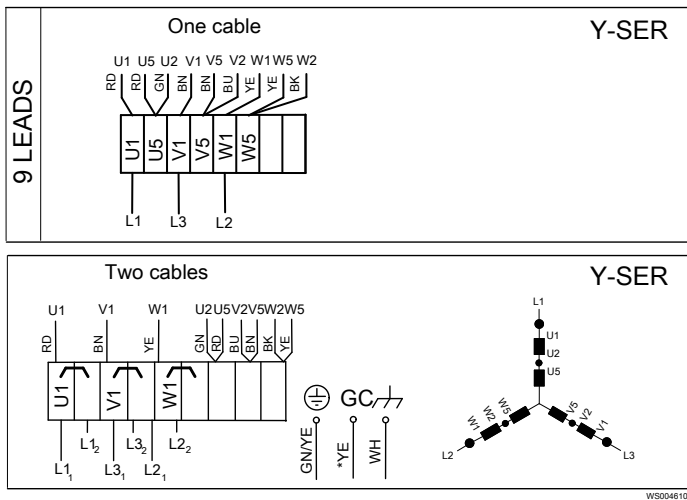 One cable
Y-SER
9 LEADS
U1 U5 U2 V1 V5 V2 W1 W5 W2
RD RD GN BN BN BU YE YE BK
U1 U5 V1 V5 W1 W5
L1 L3 L2
Two cables
Y-SER
U1 V1 W1 U2 U5 V2 V5 W2 W5
RD BN YE GN RD BU BN BK YE
U1 V1 W1
L1₁ L1₂ L3₁ L3₂ L2₁ L2₂
GC
GN/YE *YE WH
L1
U1
U2
U5
W1 W2 W5 V5 V2 V1
L2 L3
WS004610